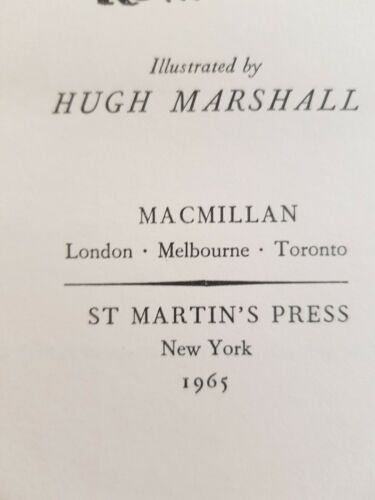 Illustrated by
HUGH MARSHALL
MACMILLAN
London · Melbourne · Toronto
ST MARTIN'S PRESS
New York
1965